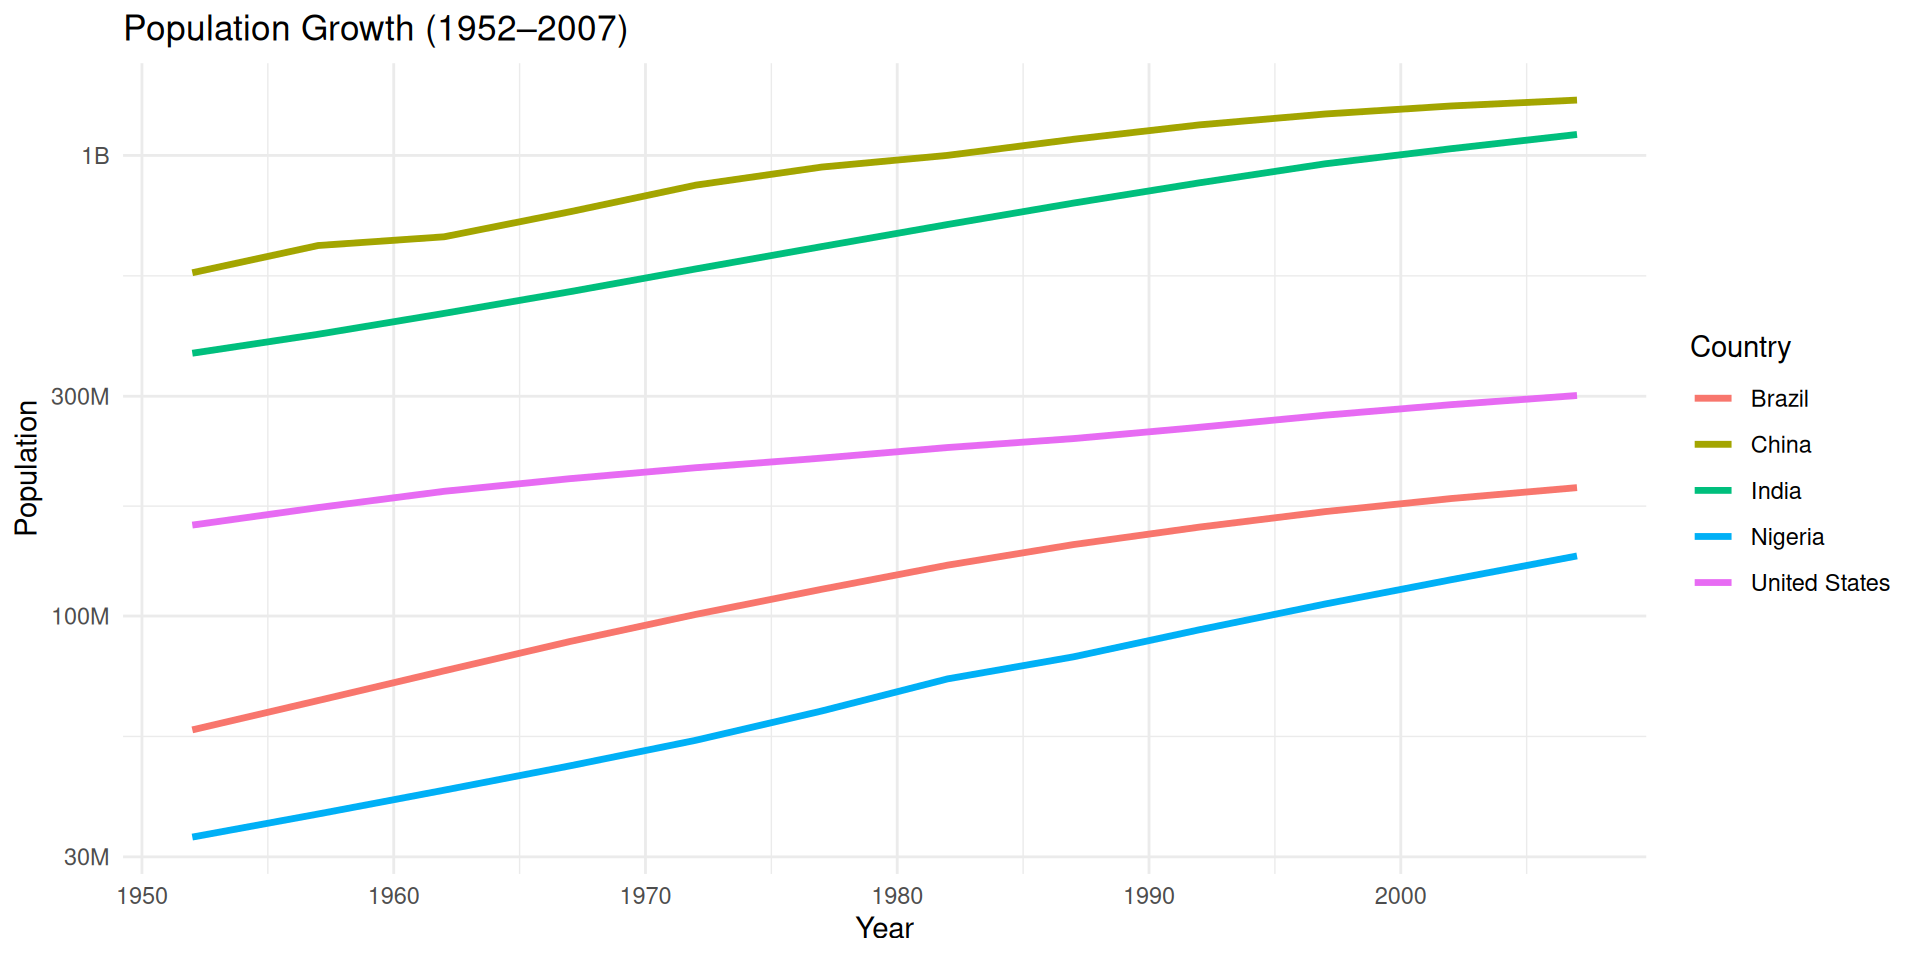 Population Growth (1952–2007)
Population
1B
300M
100M
30M
1950 1960 1970 1980 1990 2000
Year
Country
Brazil
China
India
Nigeria
United States